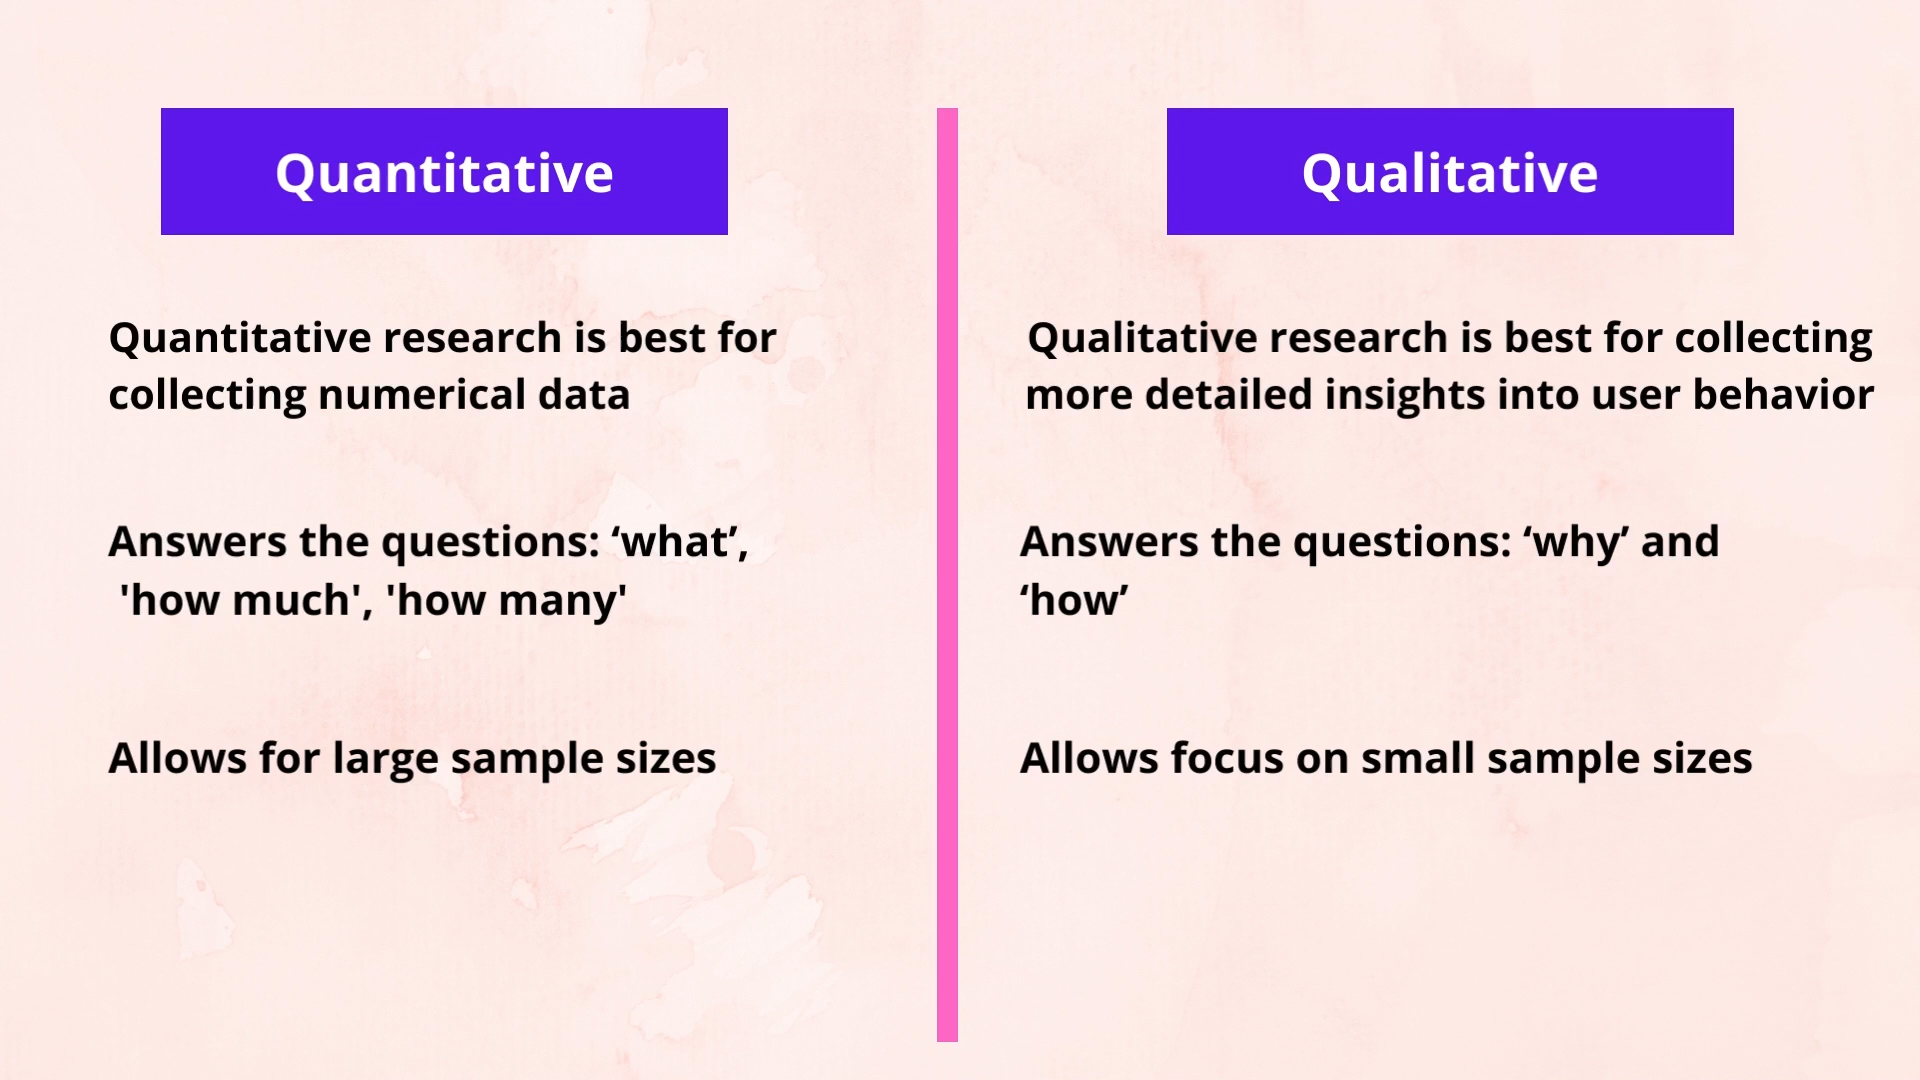 Quantitative
Quantitative research is best for
collecting numerical data
Answers the questions: ‘what’,
'how much', 'how many'
Allows for large sample sizes
Qualitative
Qualitative research is best for collecting
more detailed insights into user behavior
Answers the questions: ‘why’ and
‘how’
Allows focus on small sample sizes